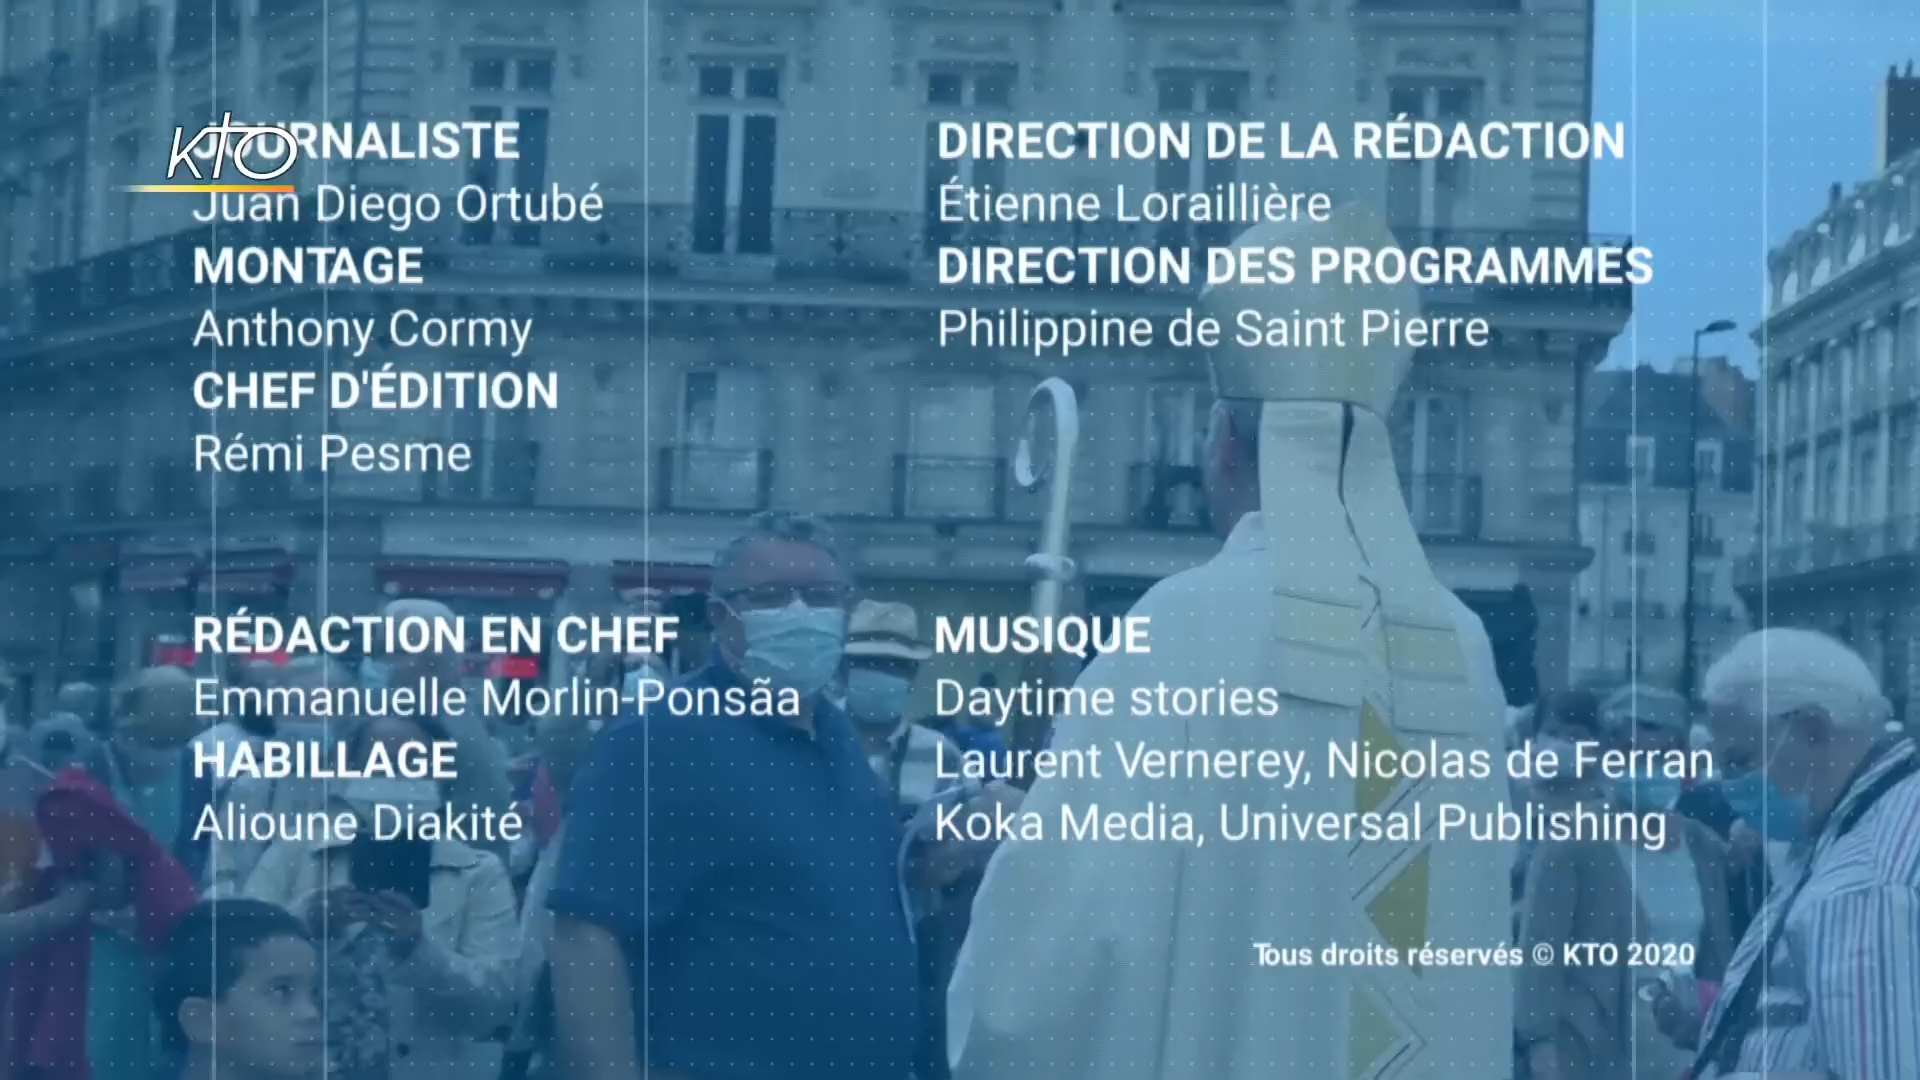 KTO
JOURNALISTE
Juan Diego Ortubé
MONTAGE
Anthony Cormy
CHEF D'ÉDITION
Rémi Pesme
DIRECTION DE LA RÉDACTION
Étienne Loraillière
DIRECTION DES PROGRAMMES
Philippine de Saint Pierre
RÉDACTION EN CHEF
Emmanuelle Morlin-Ponsãa
HABILLAGE
Alioune Diakité
MUSIQUE
Daytime stories
Laurent Vernerey, Nicolas de Ferran
Koka Media, Universal Publishing
Tous droits réservés © KTO 2020